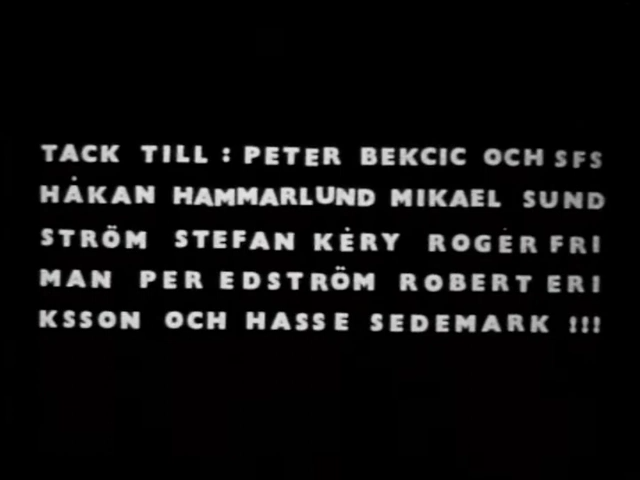 TACK TILL : PETER BEKCIC OCH SFS
HÅKAN HAMMARLUND MIKAEL SUND
STRÖM STEFAN KÉRY ROGER FRI
MAN PER EDSTRÖM ROBERT ERI
KSSON OCH HASSE SEDEMARK !!!